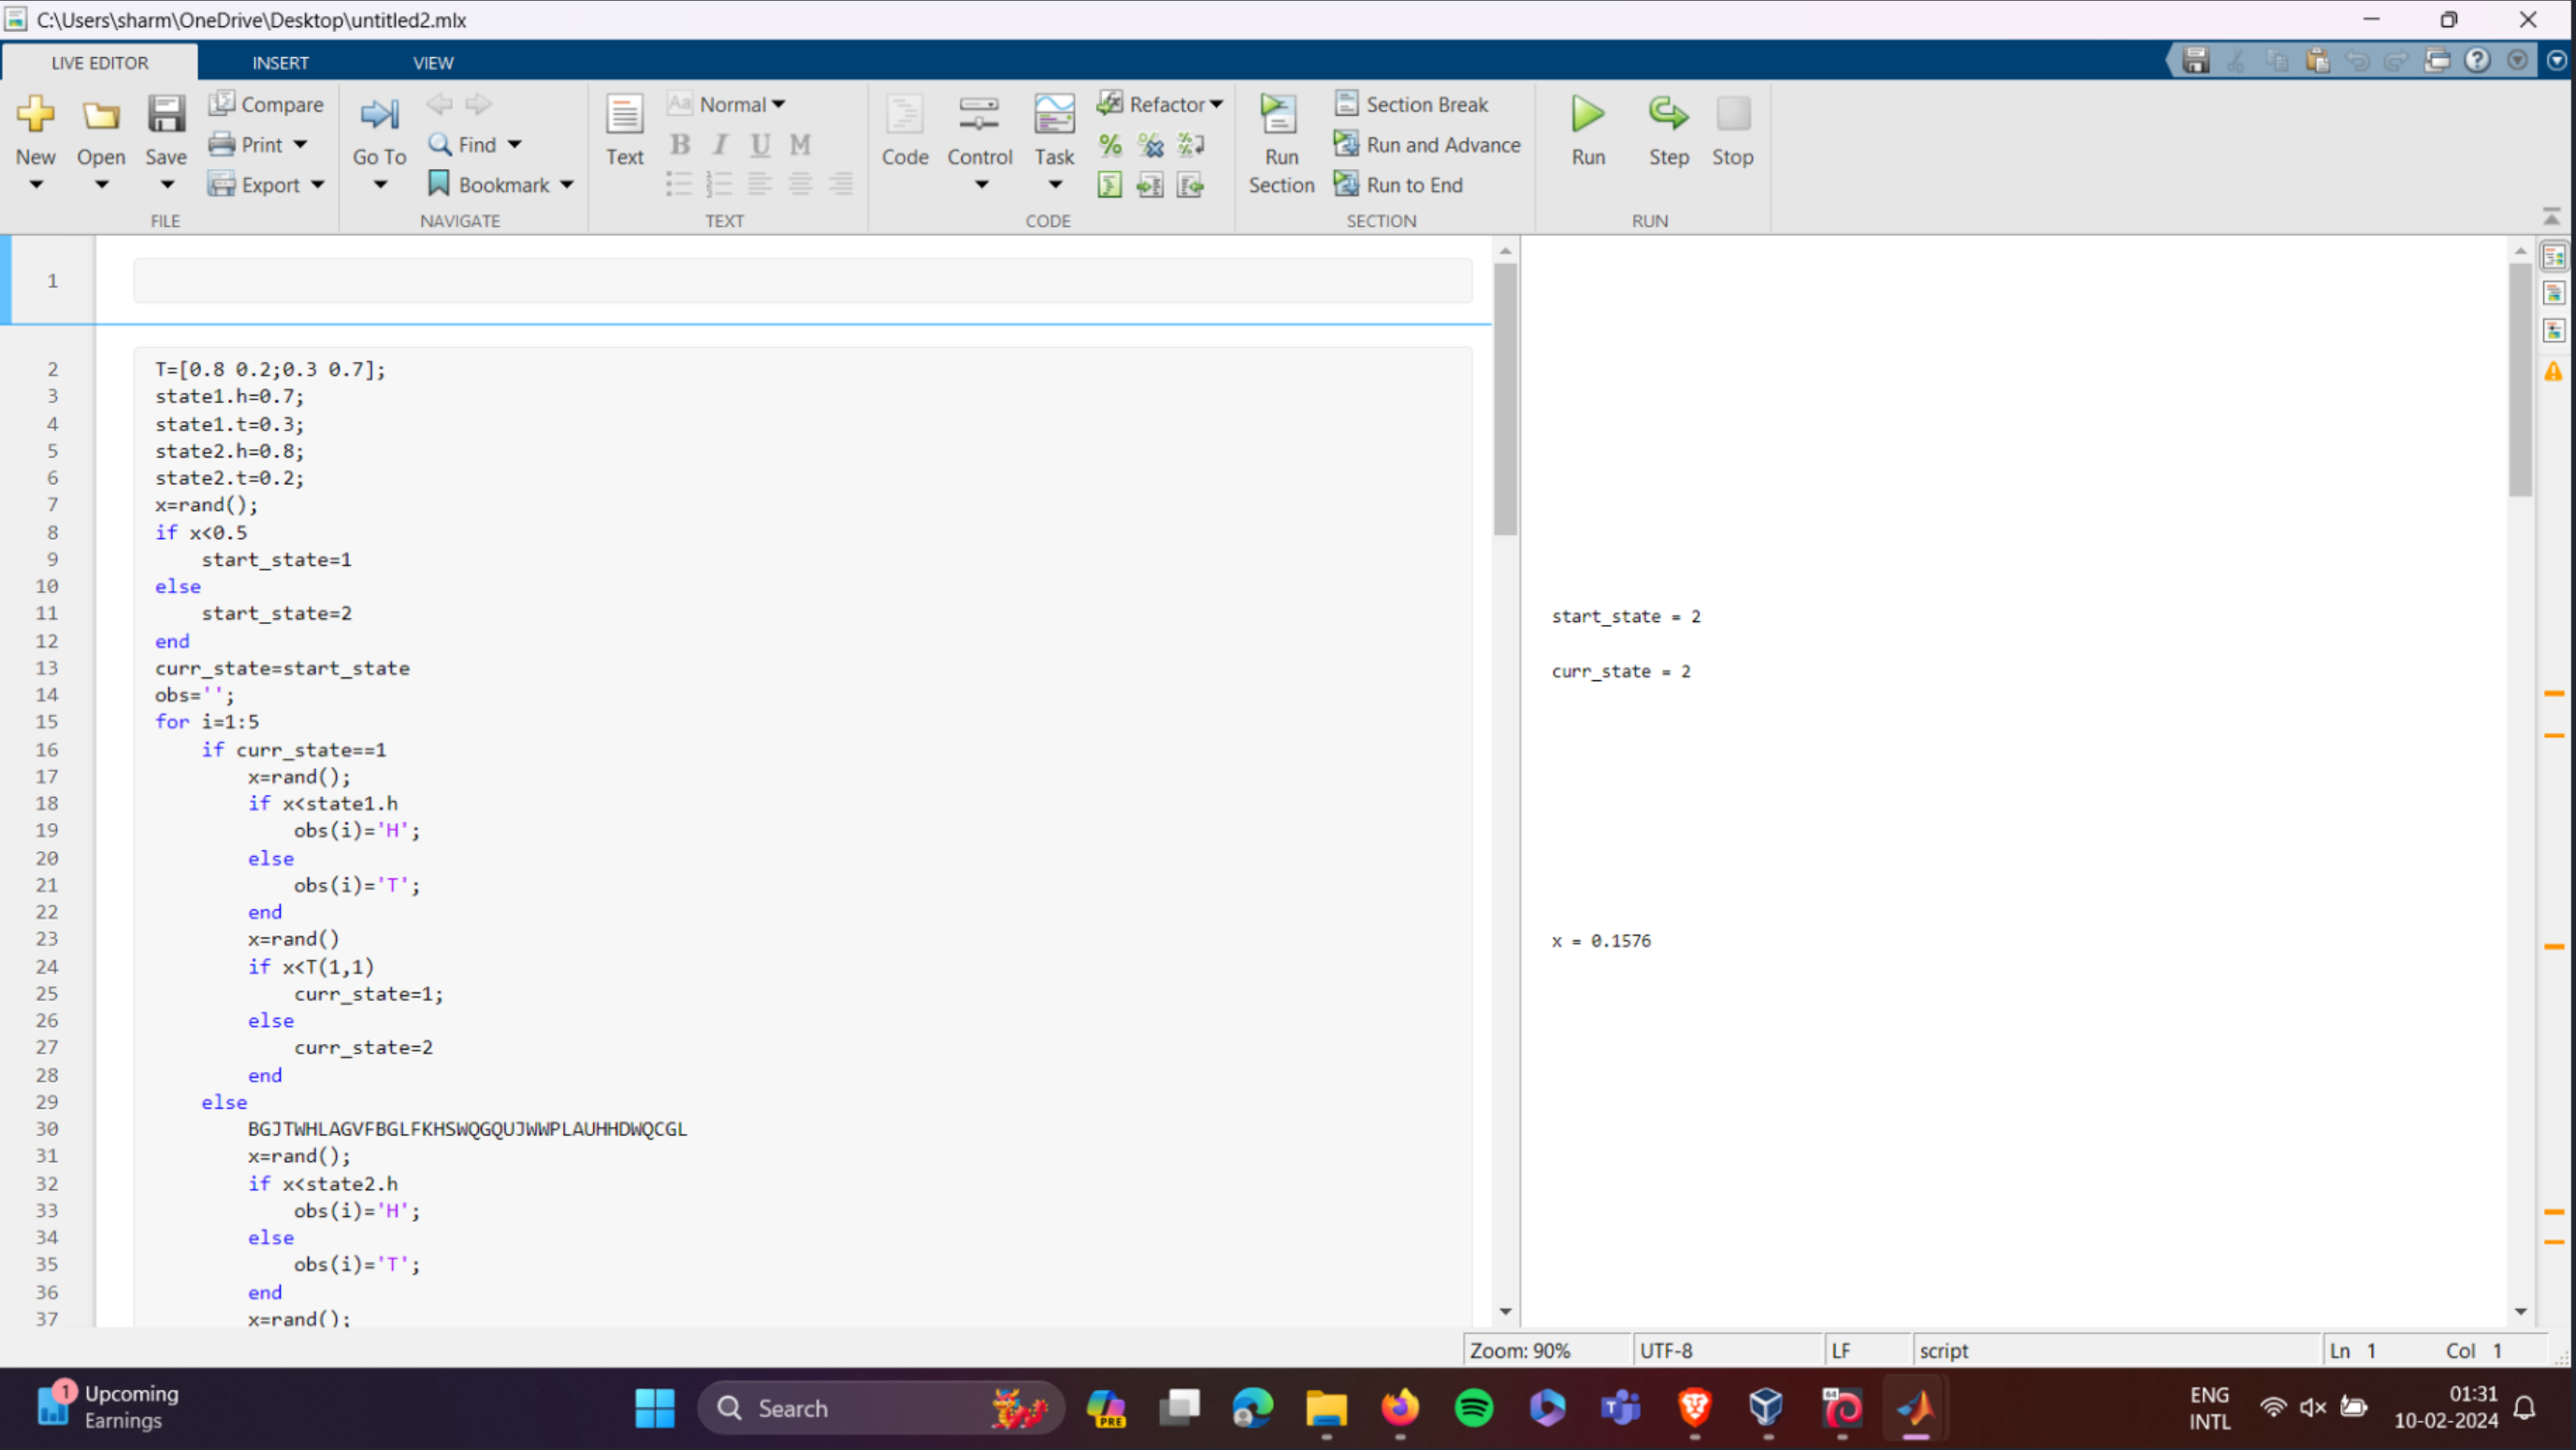 C:\Users\sharm\OneDrive\Desktop\untitled2.mlx
LIVE EDITOR INSERT VIEW
New
Open
Save
Compare
Print
Export
FILE
Go To
Find
Bookmark
NAVIGATE
Text
Aa Normal
B I U M
TEXT
Code
Control
Task
Refactor
CODE
Run Section
Section Break
Run and Advance
Run to End
SECTION
Run
Step
Stop
RUN
1
2 T=[0.8 0.2;0.3 0.7];
3 state1.h=0.7;
4 state1.t=0.3;
5 state2.h=0.8;
6 state2.t=0.2;
7 x=rand();
8 if x<0.5
9 start_state=1
10 else
11 start_state=2
12 end
13 curr_state=start_state
14 obs='';
15 for i=1:5
16 if curr_state==1
17 x=rand();
18 if x<state1.h
19 obs(i)='H';
20 else
21 obs(i)='T';
22 end
23 x=rand()
24 if x<T(1,1)
25 curr_state=1;
26 else
27 curr_state=2
28 end
29 else
30 BGJTWHLAGVFBGLFKHSWQGQUJWWPLAUHHDWQCGL
31 x=rand();
32 if x<state2.h
33 obs(i)='H';
34 else
35 obs(i)='T';
36 end
37 x=rand();
start_state = 2
curr_state = 2
x = 0.1576
Zoom: 90% UTF-8 LF script Ln 1 Col 1
1
Upcoming
Earnings
Search
PRE
64
ENG
INTL
01:31
10-02-2024